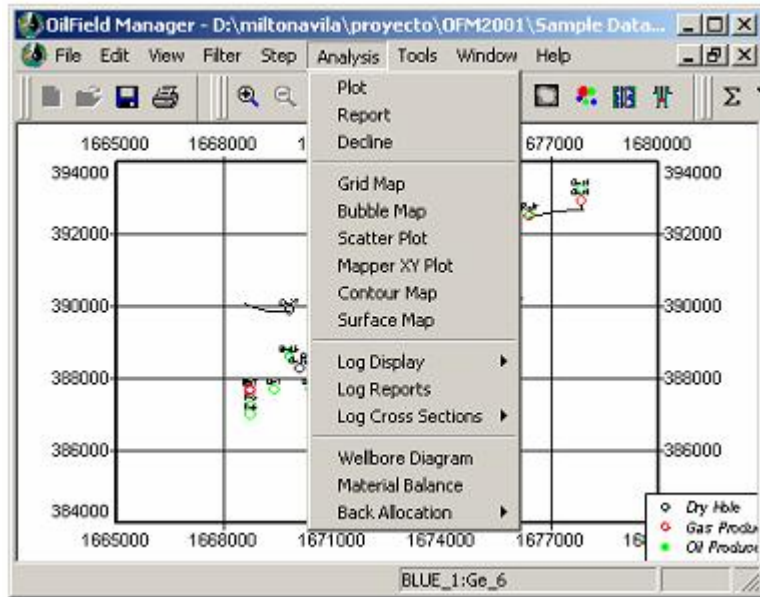 OilField Manager - D:\miltonavila\proyecto\OFM2001\Sample Data...
File Edit View Filter Step Analysis Tools Window Help
Plot
Report
Decline
Grid Map
Bubble Map
Scatter Plot
Mapper XY Plot
Contour Map
Surface Map
Log Display
Log Reports
Log Cross Sections
Wellbore Diagram
Material Balance
Back Allocation
Σ
1665000 1668000 1 677000 1680000
394000 394000
392000 392000
390000 390000
388000 388000
386000 386000
384000
1665000 1668000 1671000 1674000 1677000 16
Dry Hole
Gas Produ
Oil Produce
BLUE_1:Ge_6